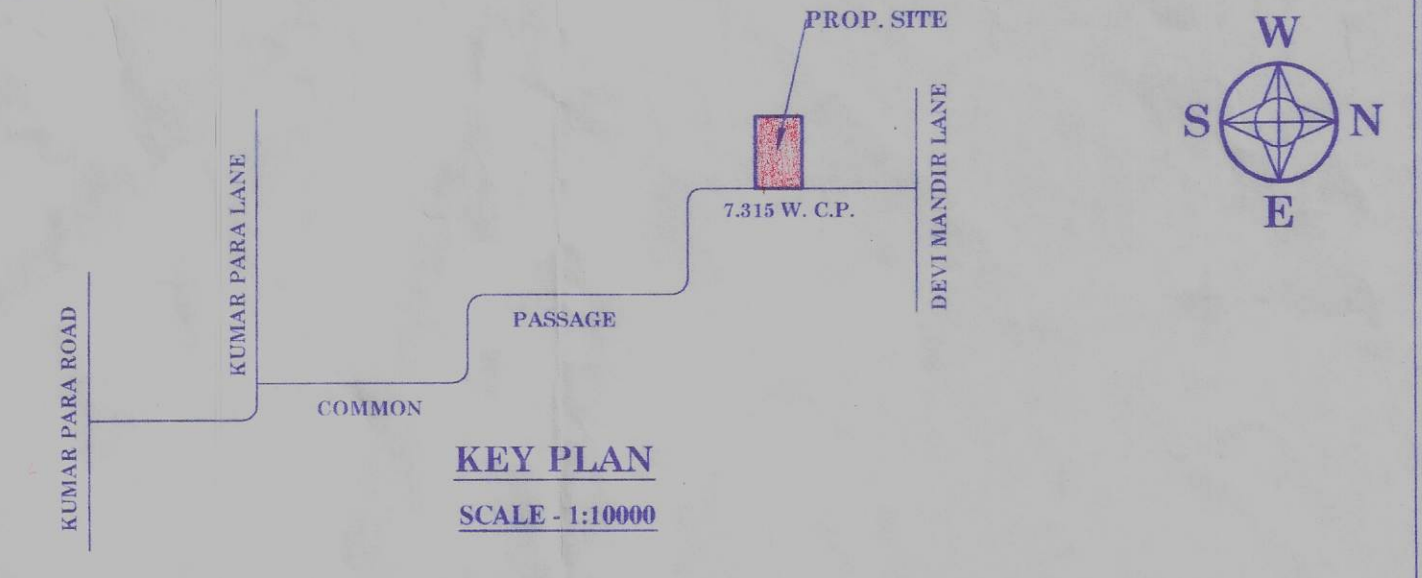 PROP. SITE
W
S
N
E
DEVI MANDIR LANE
KUMAR PARA LANE
7.315 W. C.P.
PASSAGE
KUMAR PARA ROAD
COMMON
KEY PLAN
SCALE - 1:10000